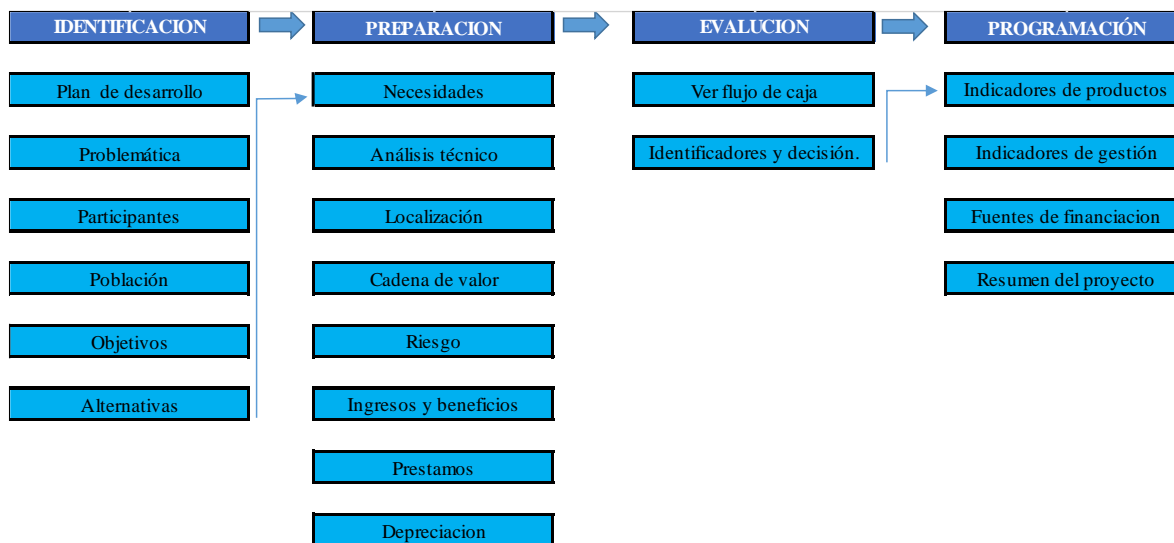 IDENTIFICACION
PREPARACION
EVALUCION
PROGRAMACIÓN
Plan de desarrollo
Problemática
Participantes
Población
Objetivos
Alternativas
Necesidades
Análisis técnico
Localización
Cadena de valor
Riesgo
Ingresos y beneficios
Prestamos
Depreciacion
Ver flujo de caja
Identificadores y decisión.
Indicadores de productos
Indicadores de gestión
Fuentes de financiacion
Resumen del proyecto